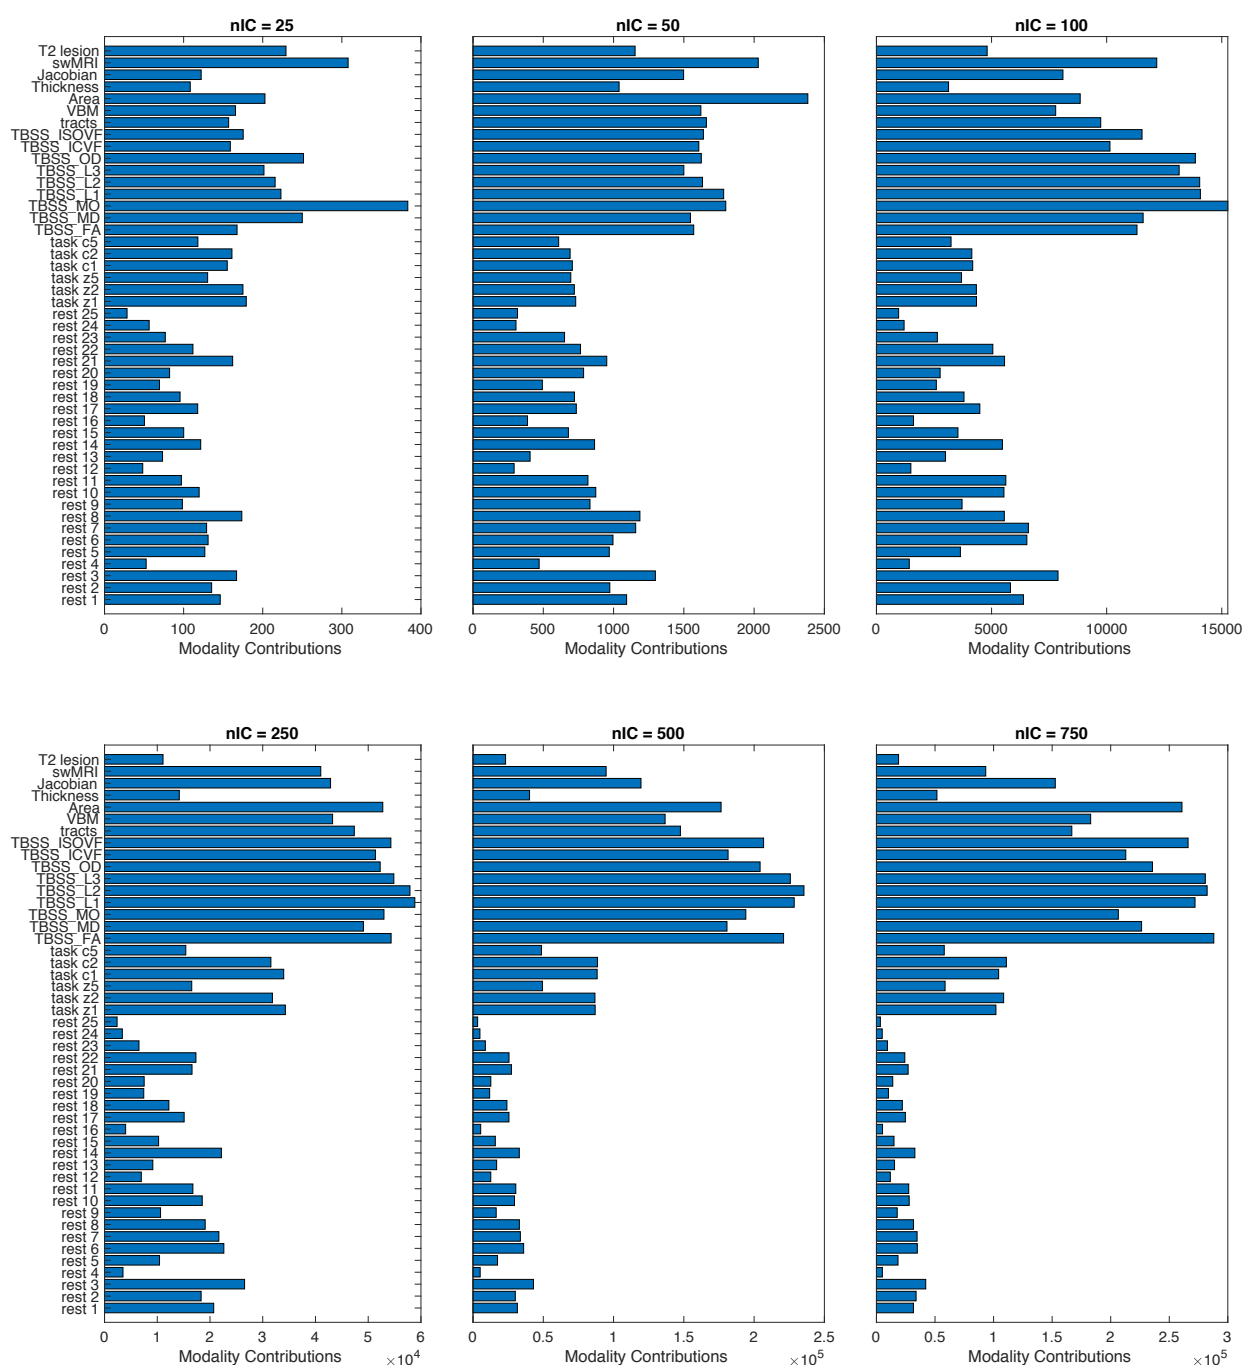 nIC = 25
nIC = 50
nIC = 100
T2 lesion
swMRI
Jacobian
Thickness
Area
VBM
tracts
TBSS_ISOVF
TBSS_ICVF
TBSS_OD
TBSS_L3
TBSS_L2
TBSS_L1
TBSS_MO
TBSS_MD
TBSS_FA
task c5
task c2
task c1
task z5
task z2
task z1
rest 25
rest 24
rest 23
rest 22
rest 21
rest 20
rest 19
rest 18
rest 17
rest 16
rest 15
rest 14
rest 13
rest 12
rest 11
rest 10
rest 9
rest 8
rest 7
rest 6
rest 5
rest 4
rest 3
rest 2
rest 1
0 100 200 300 400
0 500 1000 1500 2000 2500
0 5000 10000 15000
Modality Contributions
Modality Contributions
Modality Contributions
nIC = 250
nIC = 500
nIC = 750
T2 lesion
swMRI
Jacobian
Thickness
Area
VBM
tracts
TBSS_ISOVF
TBSS_ICVF
TBSS_OD
TBSS_L3
TBSS_L2
TBSS_L1
TBSS_MO
TBSS_MD
TBSS_FA
task c5
task c2
task c1
task z5
task z2
task z1
rest 25
rest 24
rest 23
rest 22
rest 21
rest 20
rest 19
rest 18
rest 17
rest 16
rest 15
rest 14
rest 13
rest 12
rest 11
rest 10
rest 9
rest 8
rest 7
rest 6
rest 5
rest 4
rest 3
rest 2
rest 1
0 1 2 3 4 5 6
0 0.5 1 1.5 2 2.5
0 0.5 1 1.5 2 2.5 3
Modality Contributions ×10⁴
Modality Contributions ×10⁵
Modality Contributions ×10⁵